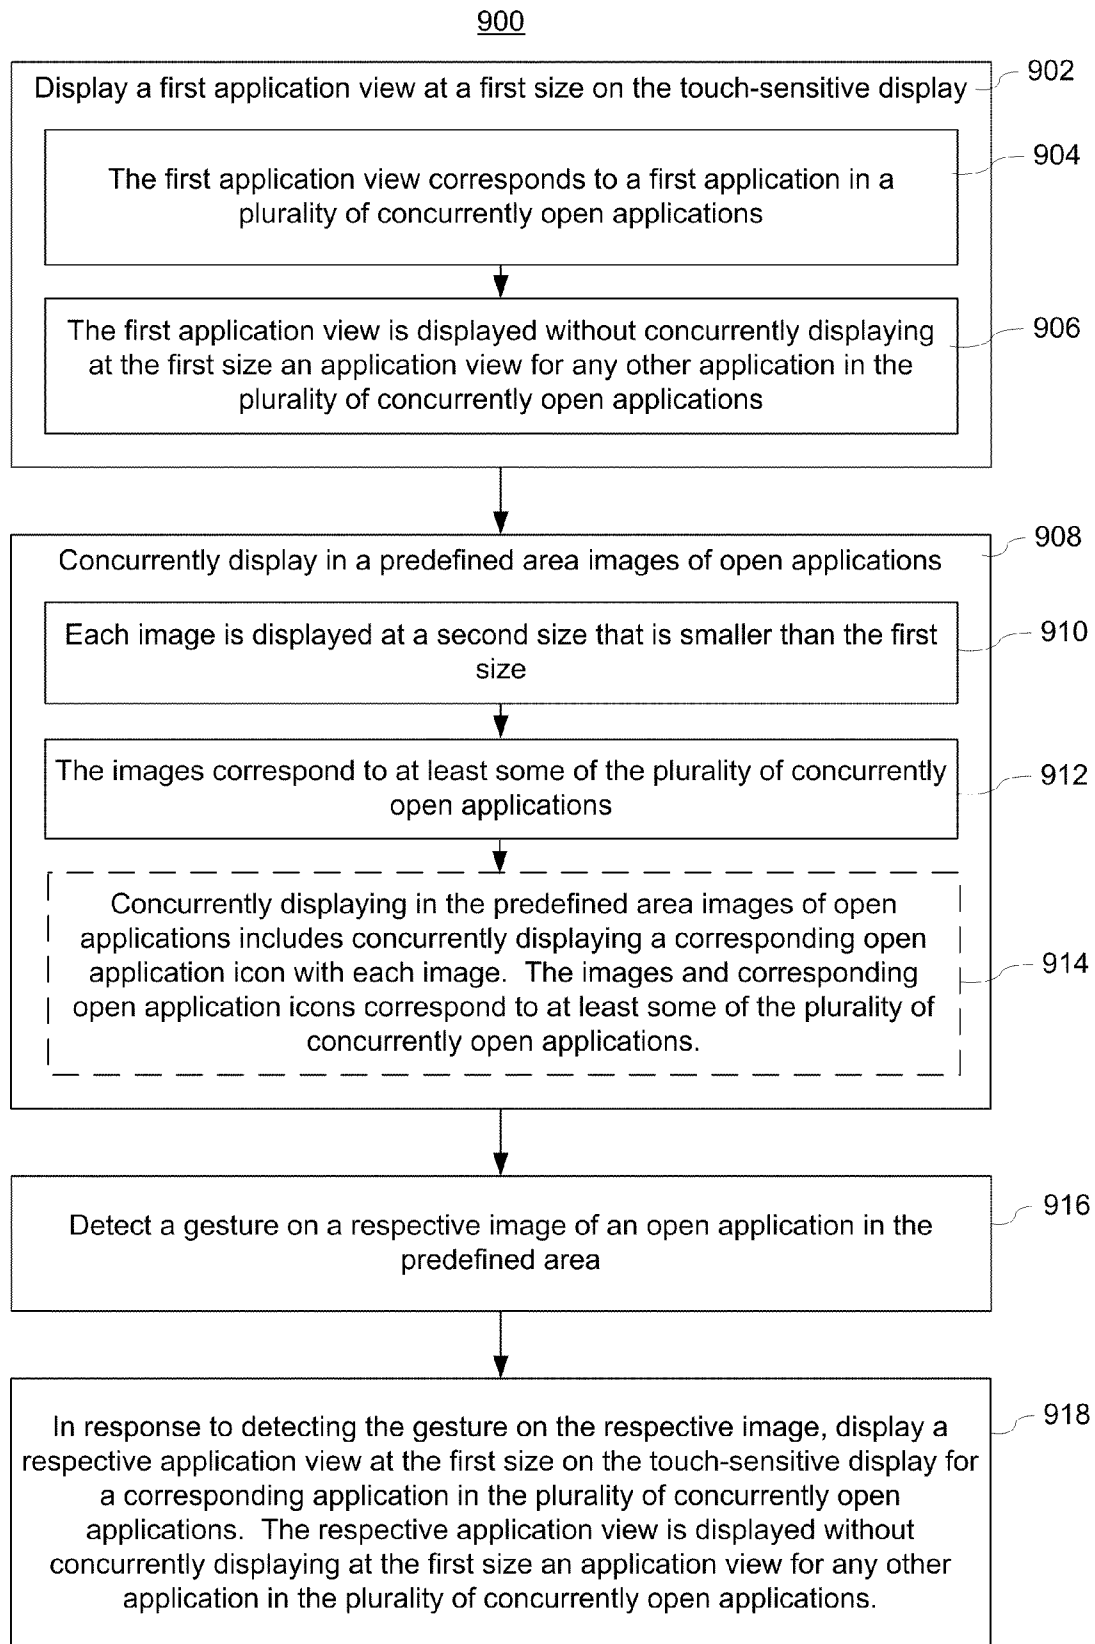 900
Display a first application view at a first size on the touch-sensitive display
902
The first application view corresponds to a first application in a
plurality of concurrently open applications
904
The first application view is displayed without concurrently displaying
at the first size an application view for any other application in the
plurality of concurrently open applications
906
Concurrently display in a predefined area images of open applications
908
Each image is displayed at a second size that is smaller than the first
size
910
The images correspond to at least some of the plurality of concurrently
open applications
912
Concurrently displaying in the predefined area images of open
applications includes concurrently displaying a corresponding open
application icon with each image.  The images and corresponding
open application icons correspond to at least some of the plurality of
concurrently open applications.
914
Detect a gesture on a respective image of an open application in the
predefined area
916
In response to detecting the gesture on the respective image, display a
respective application view at the first size on the touch-sensitive display for
a corresponding application in the plurality of concurrently open
applications.  The respective application view is displayed without
concurrently displaying at the first size an application view for any other
application in the plurality of concurrently open applications.
918